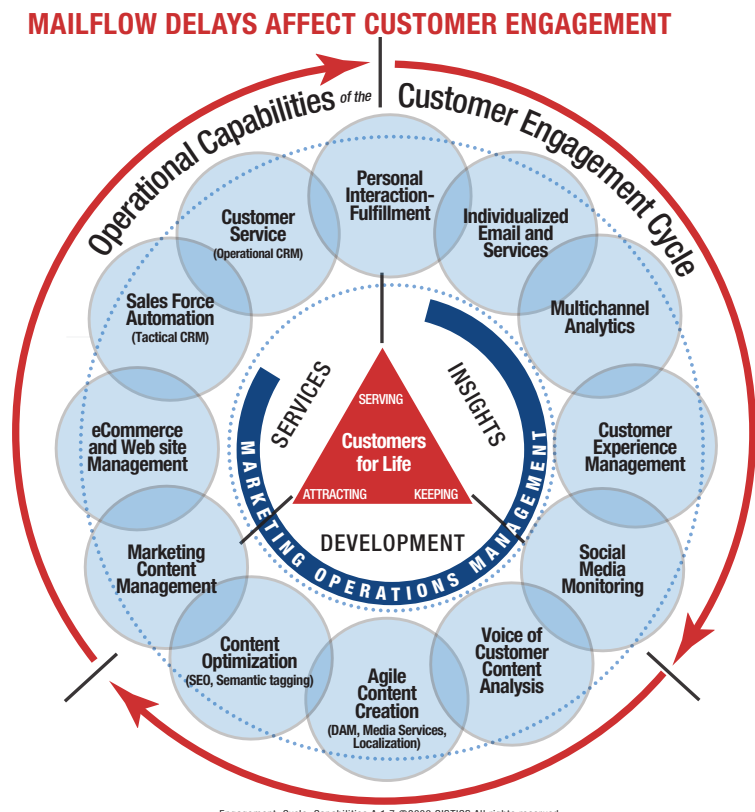 MAILFLOW DELAYS AFFECT CUSTOMER ENGAGEMENT
Operational Capabilities of the Customer Engagement Cycle
Personal
Interaction-
Fulfillment
Individualized
Email and
Services
Multichannel
Analytics
Customer
Experience
Management
Social
Media
Monitoring
Voice of
Customer
Content
Analysis
Agile
Content
Creation
(DAM, Media Services,
Localization)
Content
Optimization
(SEO, Semantic tagging)
Marketing
Content
Management
eCommerce
and Web site
Management
Sales Force
Automation
(Tactical CRM)
Customer
Service
(Operational CRM)
SERVICES
INSIGHTS
DEVELOPMENT
MARKETING OPERATIONS MANAGEMENT
SERVING
Customers
for Life
ATTRACTING
KEEPING